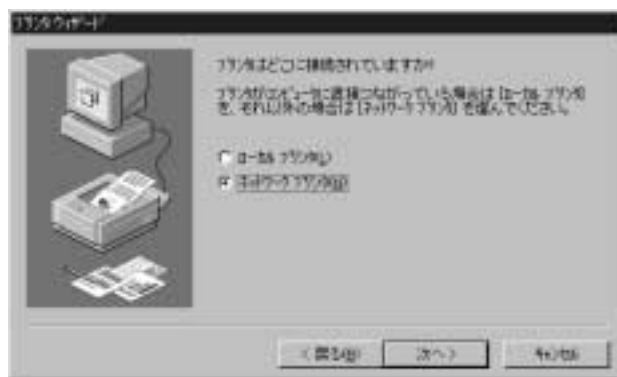 プリンタ ウィザード
プリンタはどこに接続されていますか?
プリンタがコンピュータに直接つながっている場合は [ローカル プリンタ]
を、それ以外の場合は [ネットワーク プリンタ] を選んでください。
ローカル プリンタ(L)
ネットワーク プリンタ(N)
< 戻る(B)
次へ >
キャンセル